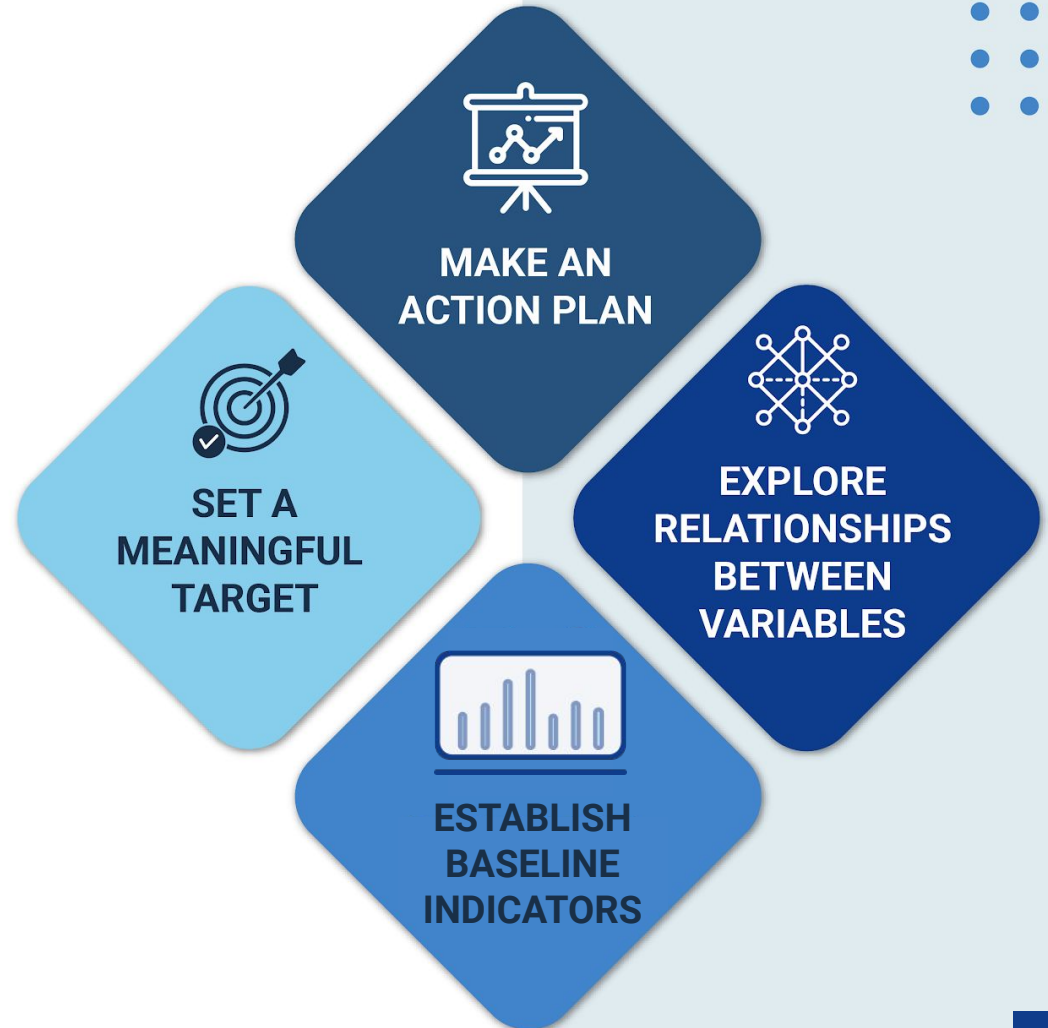 MAKE AN
ACTION PLAN
SET A
MEANINGFUL
TARGET
EXPLORE
RELATIONSHIPS
BETWEEN
VARIABLES
ESTABLISH
BASELINE
INDICATORS